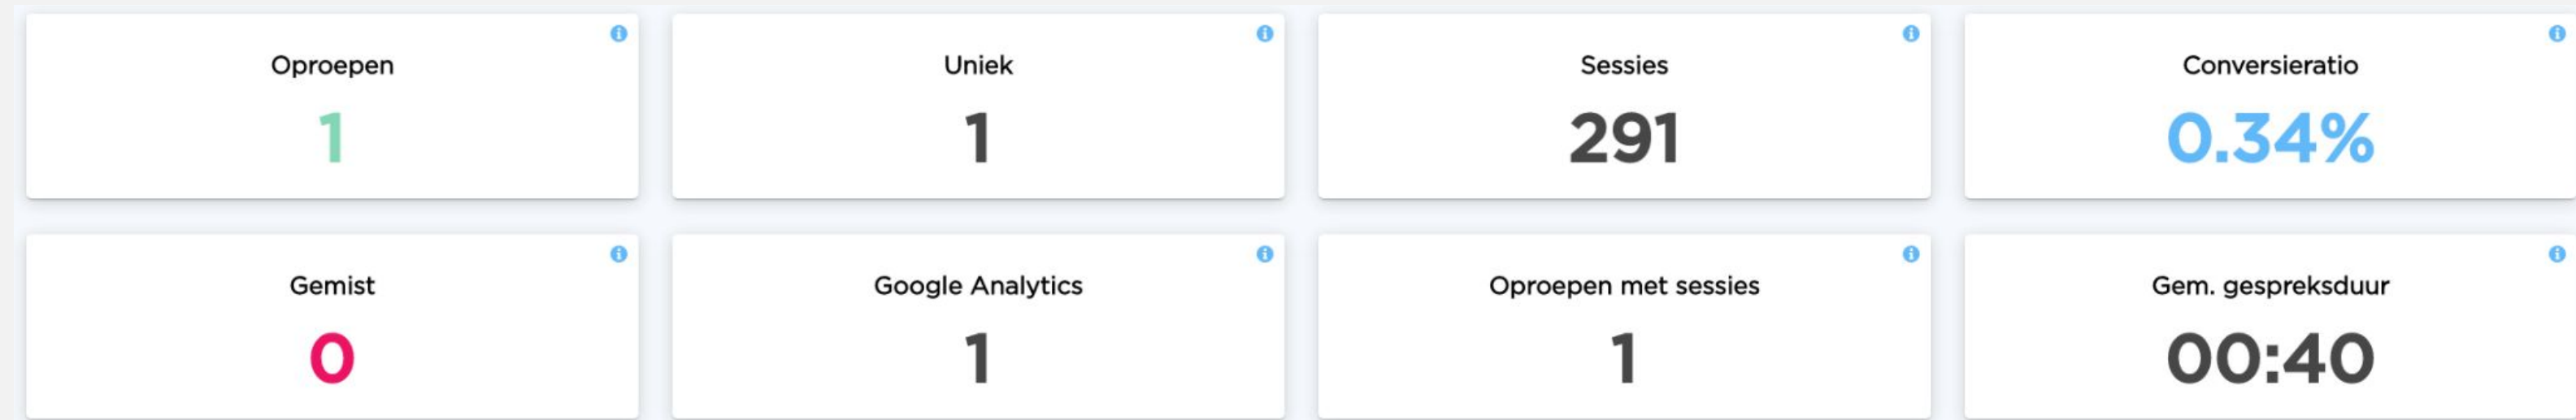 Oproepen
1
Uniek
1
Sessies
291
Conversieratio
0.34%
Gemist
0
Google Analytics
1
Oproepen met sessies
1
Gem. gespreksduur
00:40